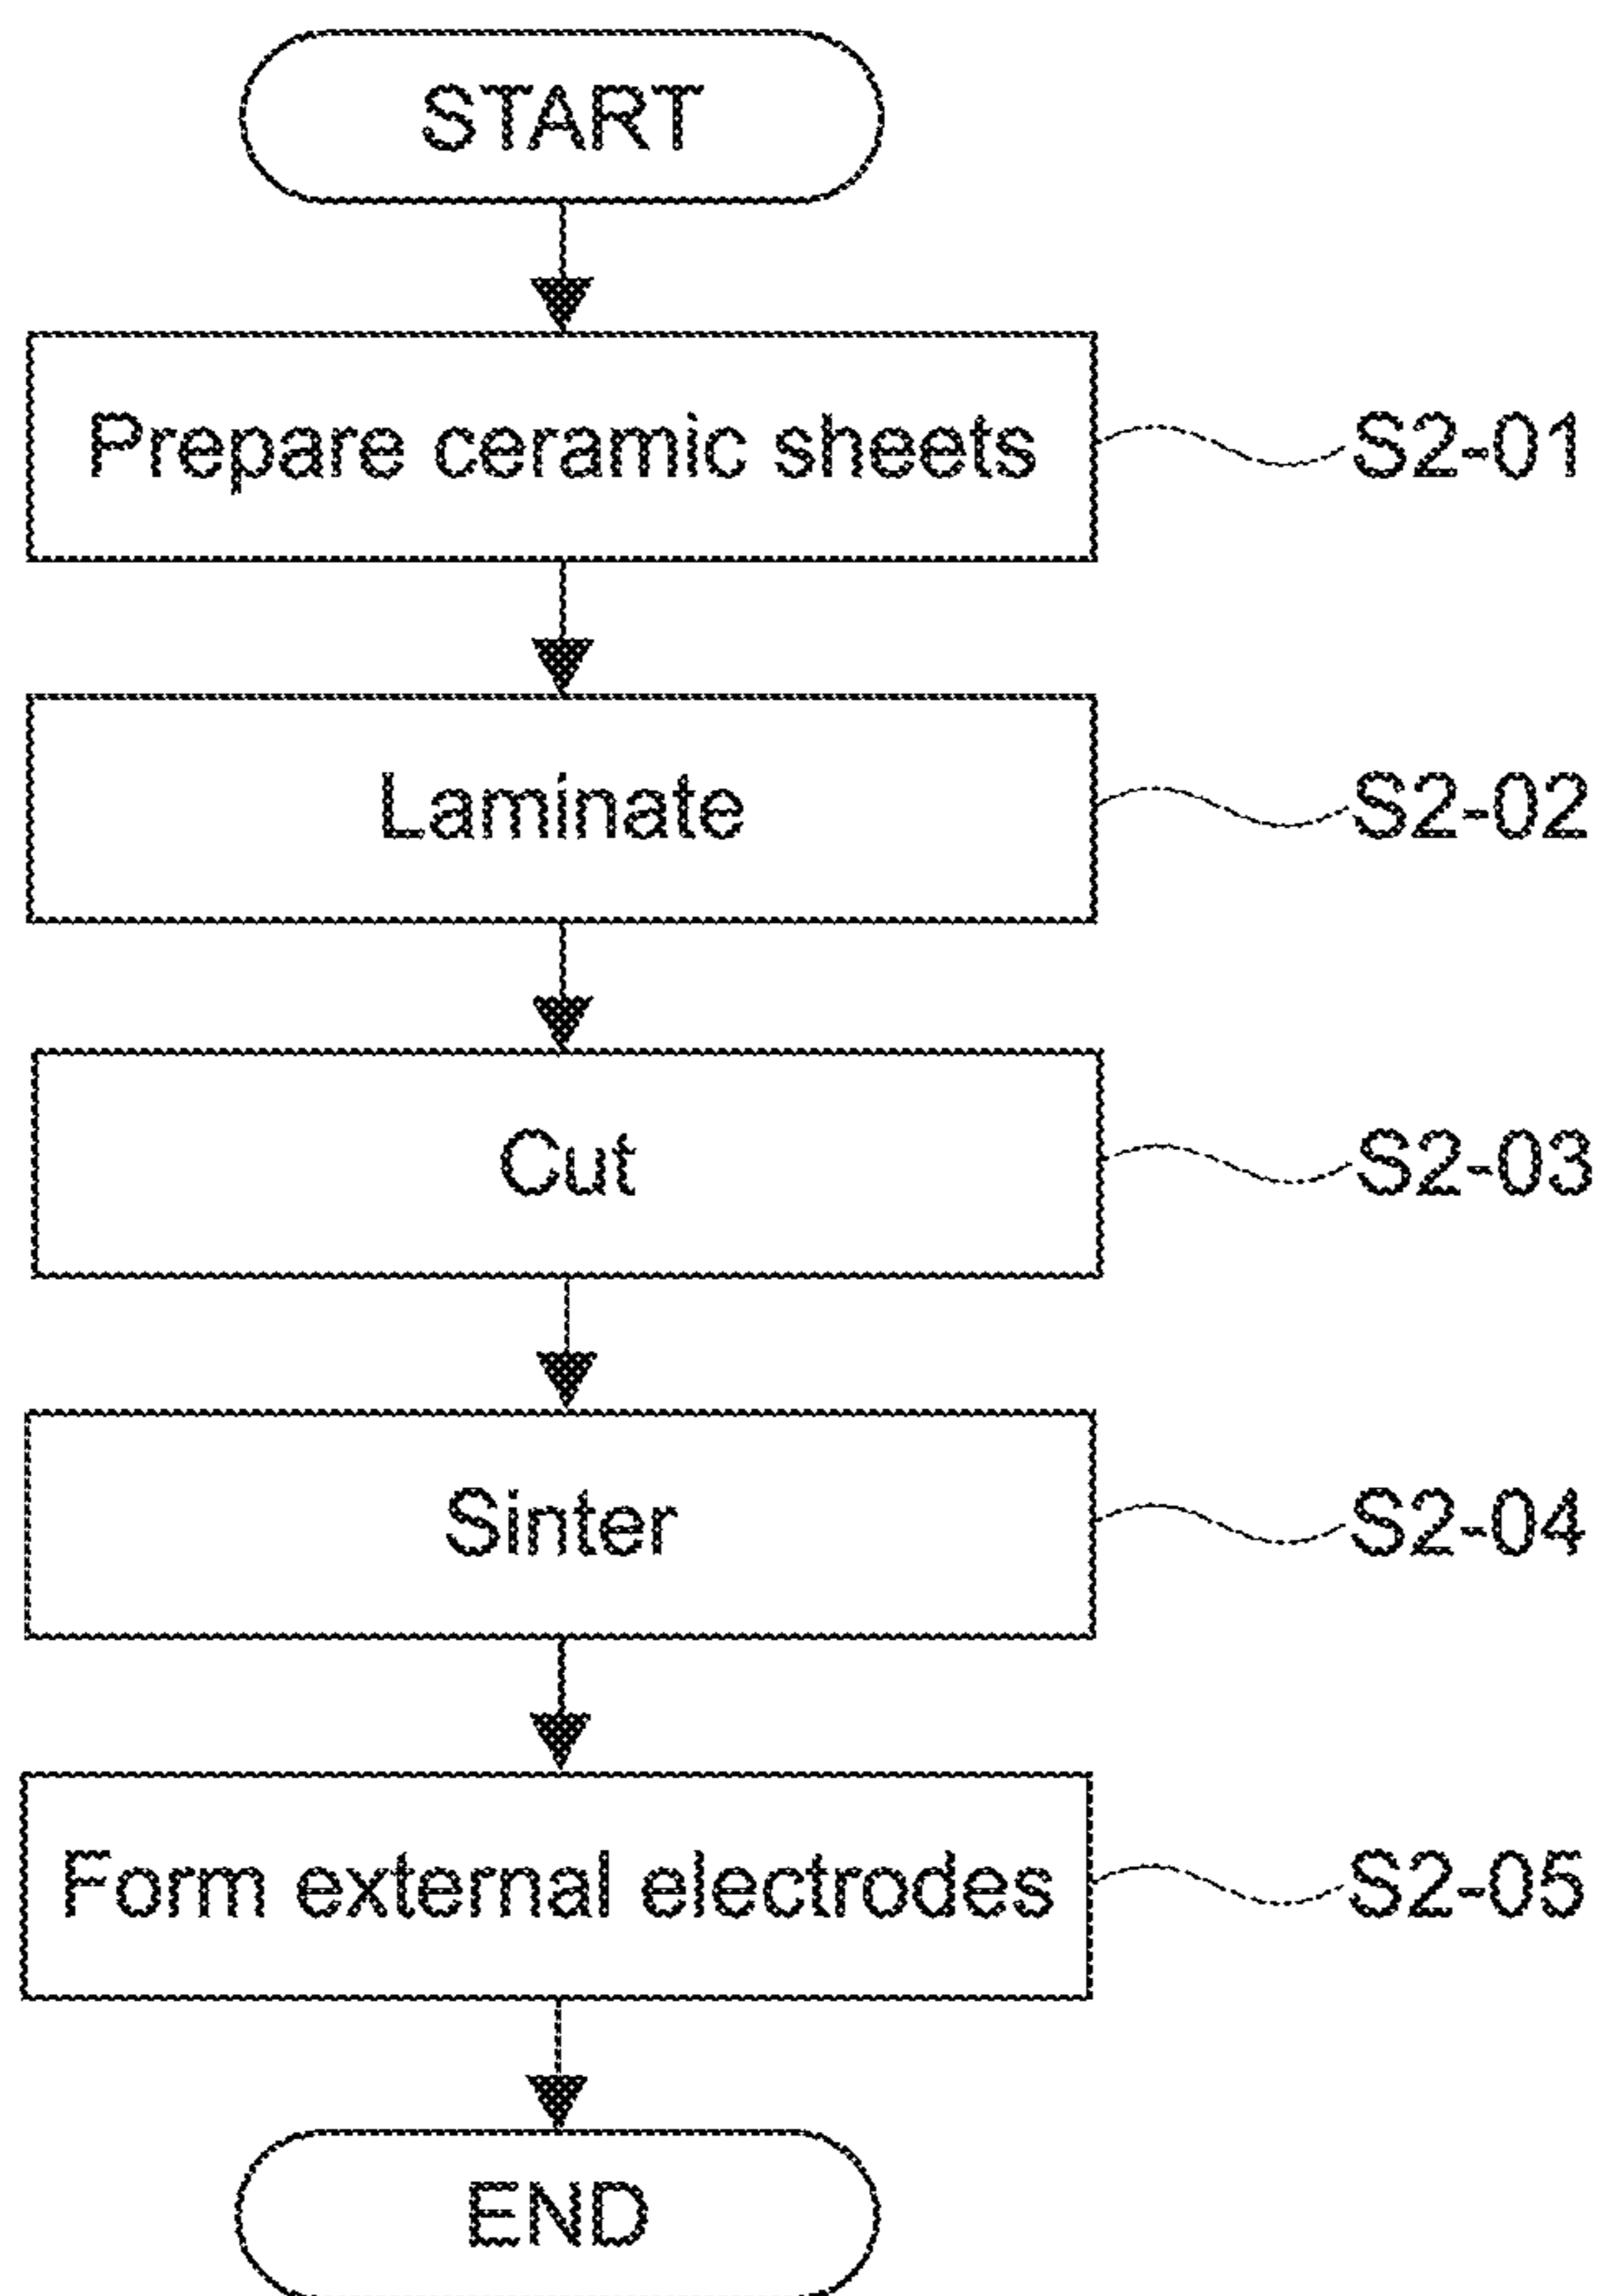 START
Prepare ceramic sheets
S2-01
Laminate
S2-02
Cut
S2-03
Sinter
S2-04
Form external electrodes
S2-05
END